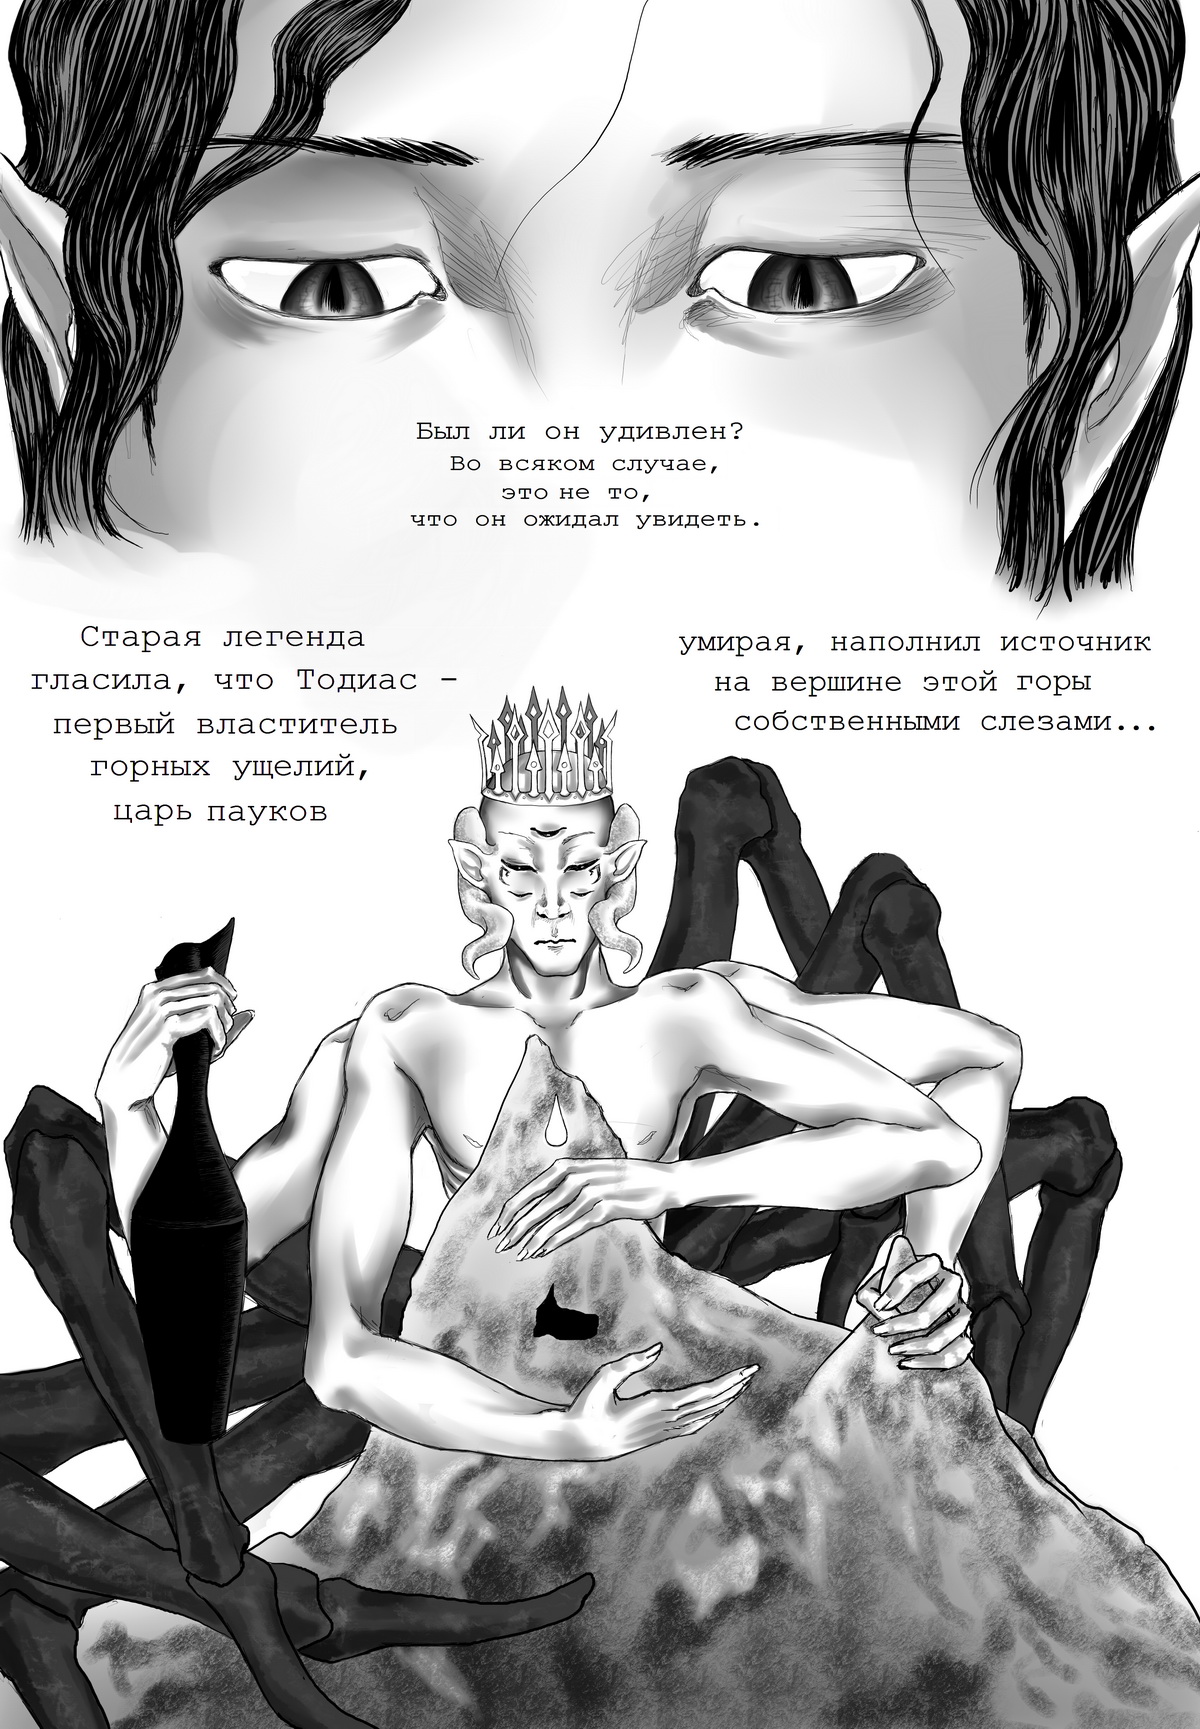 Был ли он удивлен?
Во всяком случае,
это не то,
что он ожидал увидеть.
Старая легенда
гласила, что Тодиас -
первый властитель
горных ущелий,
царь пауков
умирая, наполнил источник
на вершине этой горы
собственными слезами...